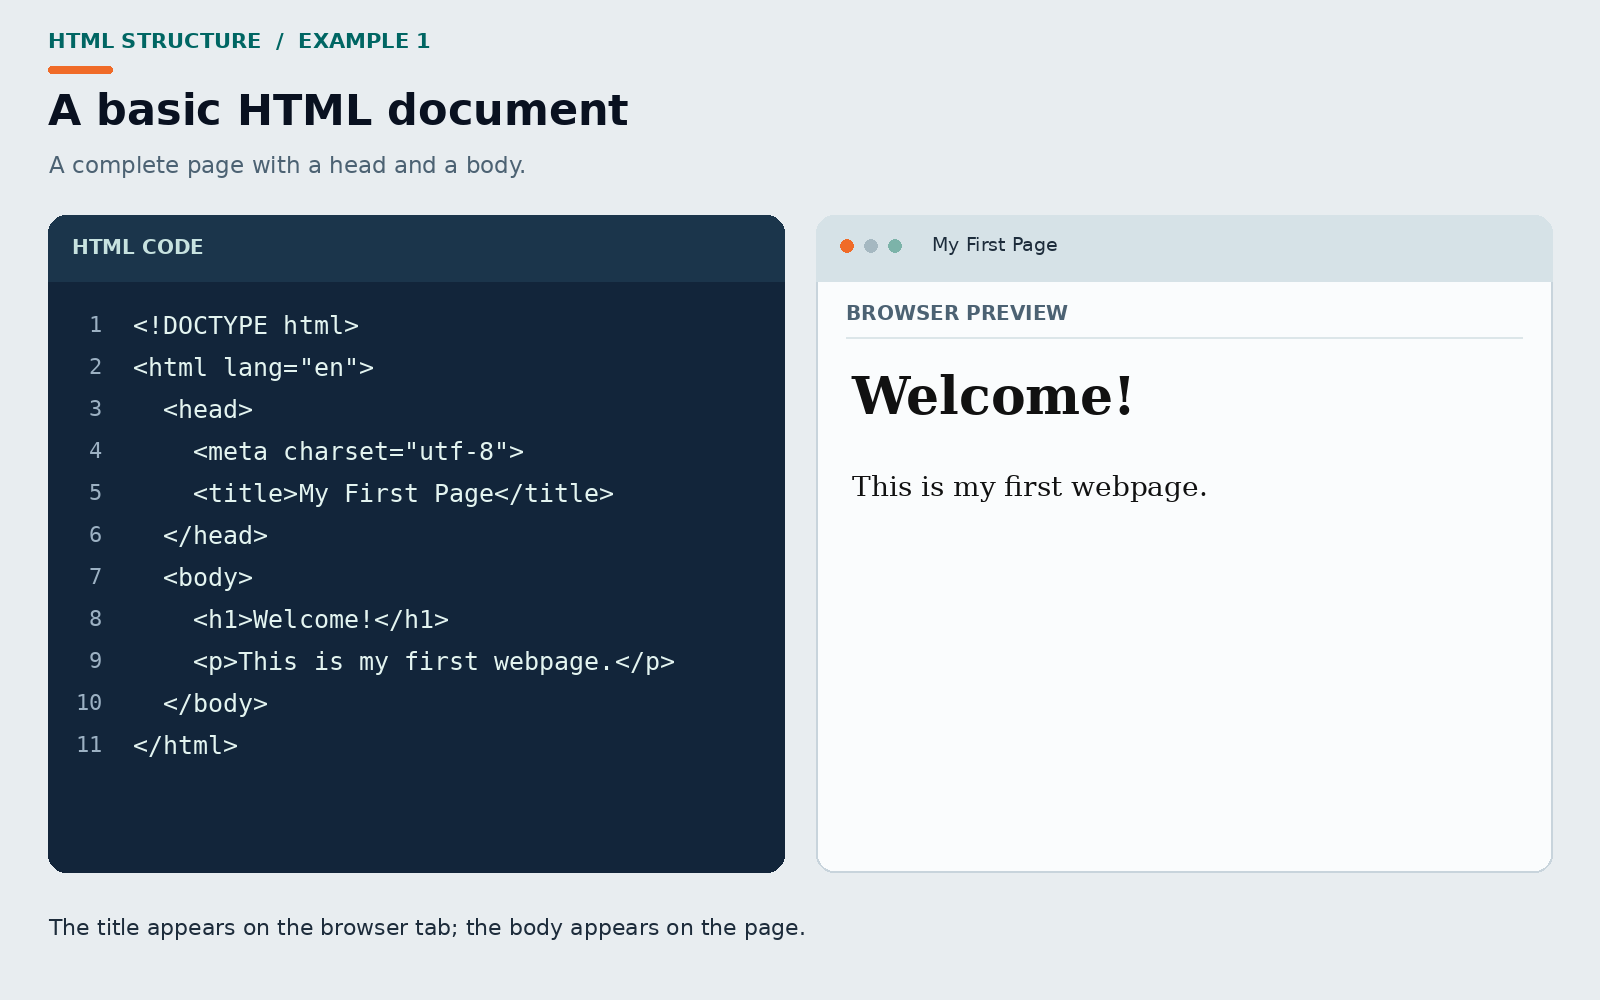 HTML STRUCTURE / EXAMPLE 1
A basic HTML document
A complete page with a head and a body.
HTML CODE
1 <!DOCTYPE html>
2 <html lang="en">
3   <head>
4     <meta charset="utf-8">
5     <title>My First Page</title>
6   </head>
7   <body>
8     <h1>Welcome!</h1>
9     <p>This is my first webpage.</p>
10   </body>
11 </html>
My First Page
BROWSER PREVIEW
Welcome!
This is my first webpage.
The title appears on the browser tab; the body appears on the page.